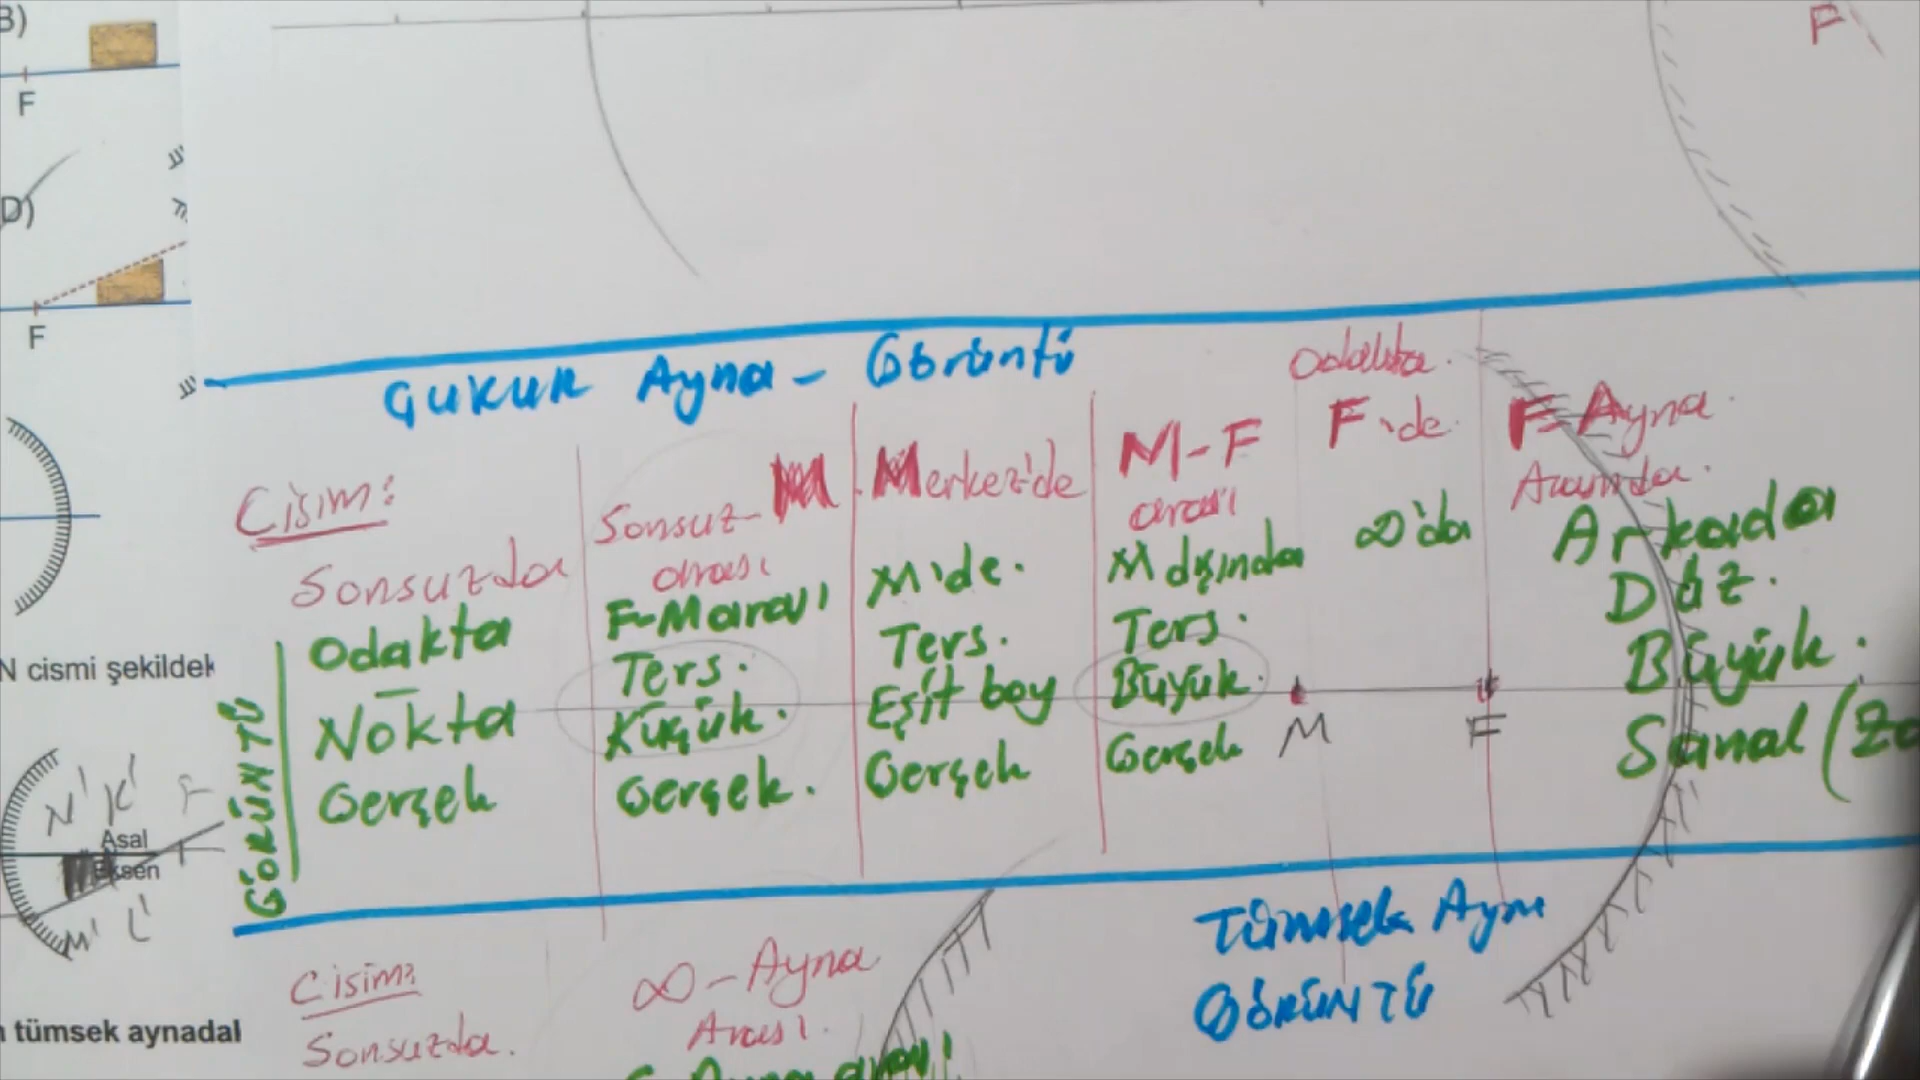 B)
F
F
D)
F
Çukur Ayna - Görüntü
Cisim:
Sonsuzda
Odakta
Nokta
Gerçek
Sonsuz-M
arası
F-M arası
Ters.
Küçük.
Gerçek.
Merkez'de
M'de.
Ters.
Eşit boy
Gerçek
M-F
arası
M dışında
Ters.
Büyük.
Gerçek
Odakta.
F'de.
∞'da
M
F
F-Ayna
Arasında.
Arkada
Düz.
Büyük.
Sanal (
GÖRÜNTÜ
N cismi şekildek
N' K' F
Asal
Eksen
M' L'
tümsek aynadal
Cisim:
Sonsuzda.
∞-Ayna
Arası.
Tümsek Ayna
GÖRÜNTÜ